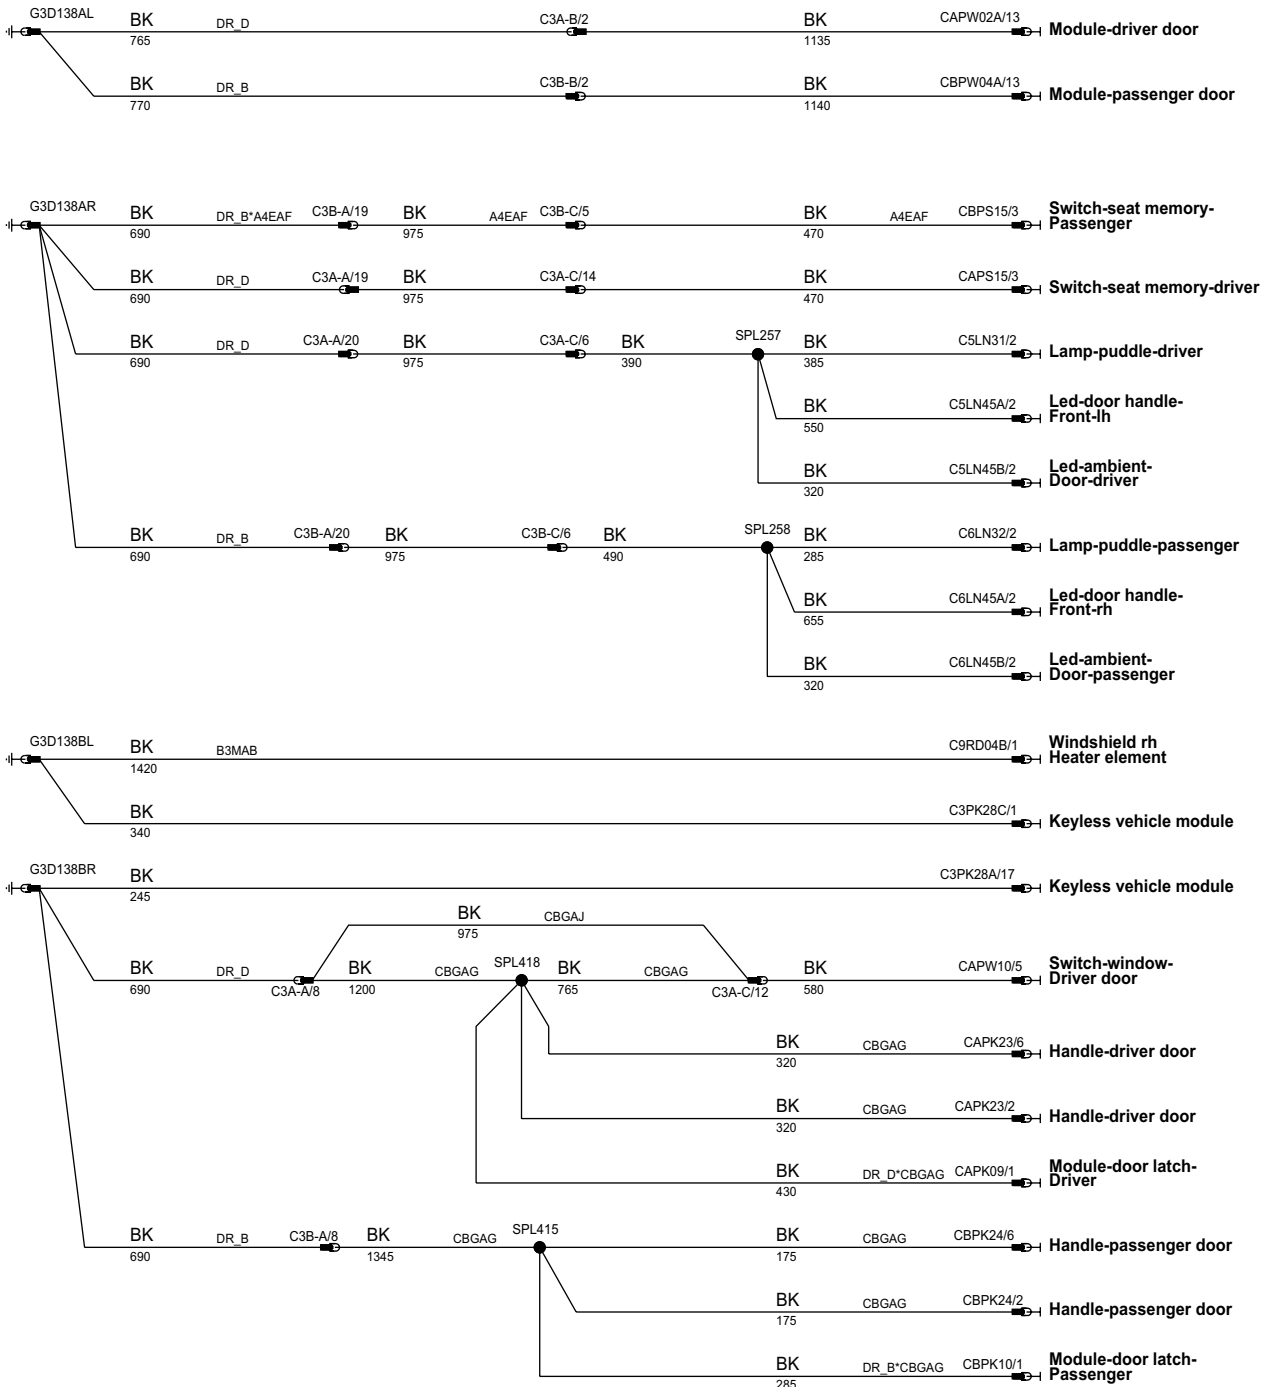 G3D138AL BK DR_D C3A-B/2 BK CAPW02A/13 Module-driver door
765 1135
BK DR_B C3B-B/2 BK CBPW04A/13 Module-passenger door
770 1140
G3D138AR BK DR_B*A4EAF C3B-A/19 BK A4EAF C3B-C/5 BK A4EAF CBPS15/3 Switch-seat memory-
Passenger
690 975 470
BK DR_D C3A-A/19 BK C3A-C/14 BK CAPS15/3 Switch-seat memory-driver
690 975 470
BK DR_D C3A-A/20 BK C3A-C/6 BK SPL257 BK C5LN31/2 Lamp-puddle-driver
690 975 390 385
BK C5LN45A/2 Led-door handle-
Front-lh
550
BK C5LN45B/2 Led-ambient-
Door-driver
320
BK DR_B C3B-A/20 BK C3B-C/6 BK SPL258 BK C6LN32/2 Lamp-puddle-passenger
690 975 490 285
BK C6LN45A/2 Led-door handle-
Front-rh
655
BK C6LN45B/2 Led-ambient-
Door-passenger
320
G3D138BL BK B3MAB C9RD04B/1 Windshield rh
Heater element
1420
BK C3PK28C/1 Keyless vehicle module
340
G3D138BR BK C3PK28A/17 Keyless vehicle module
245
BK CBGAJ
975
BK DR_D C3A-A/8 BK CBGAG SPL418 BK CBGAG C3A-C/12 BK CAPW10/5 Switch-window-
Driver door
690 1200 765 580
BK CBGAG CAPK23/6 Handle-driver door
320
BK CBGAG CAPK23/2 Handle-driver door
320
BK DR_D*CBGAG CAPK09/1 Module-door latch-
Driver
430
BK DR_B C3B-A/8 BK CBGAG SPL415 BK CBGAG CBPK24/6 Handle-passenger door
690 1345 175
BK CBGAG CBPK24/2 Handle-passenger door
175
BK DR_B*CBGAG CBPK10/1 Module-door latch-
Passenger
285